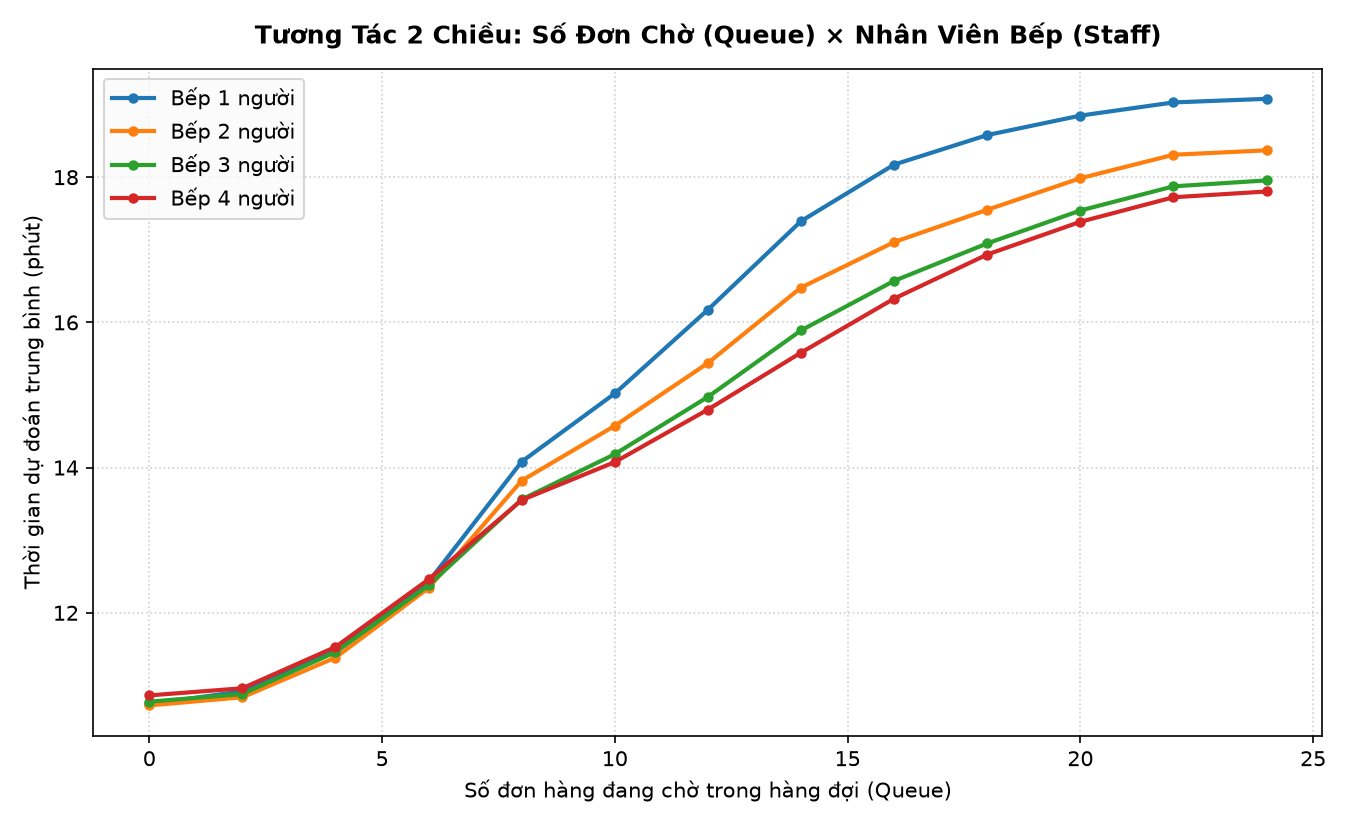 Tương Tác 2 Chiều: Số Đơn Chờ (Queue) × Nhân Viên Bếp (Staff)
Bếp 1 người
Bếp 2 người
Bếp 3 người
Bếp 4 người
Thời gian dự đoán trung bình (phút)
18
16
14
12
0
5
10
15
20
25
Số đơn hàng đang chờ trong hàng đợi (Queue)